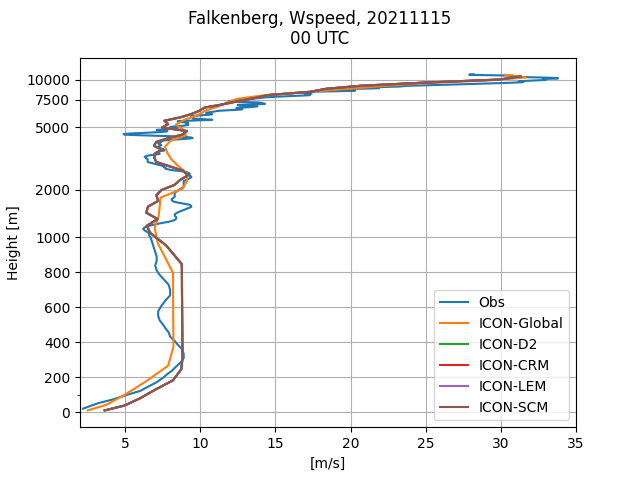 Falkenberg, Wspeed, 20211115
00 UTC
Height [m]
10000
7500
5000
2000
1000
800
600
400
200
0
5
10
15
20
25
30
35
[m/s]
Obs
ICON-Global
ICON-D2
ICON-CRM
ICON-LEM
ICON-SCM